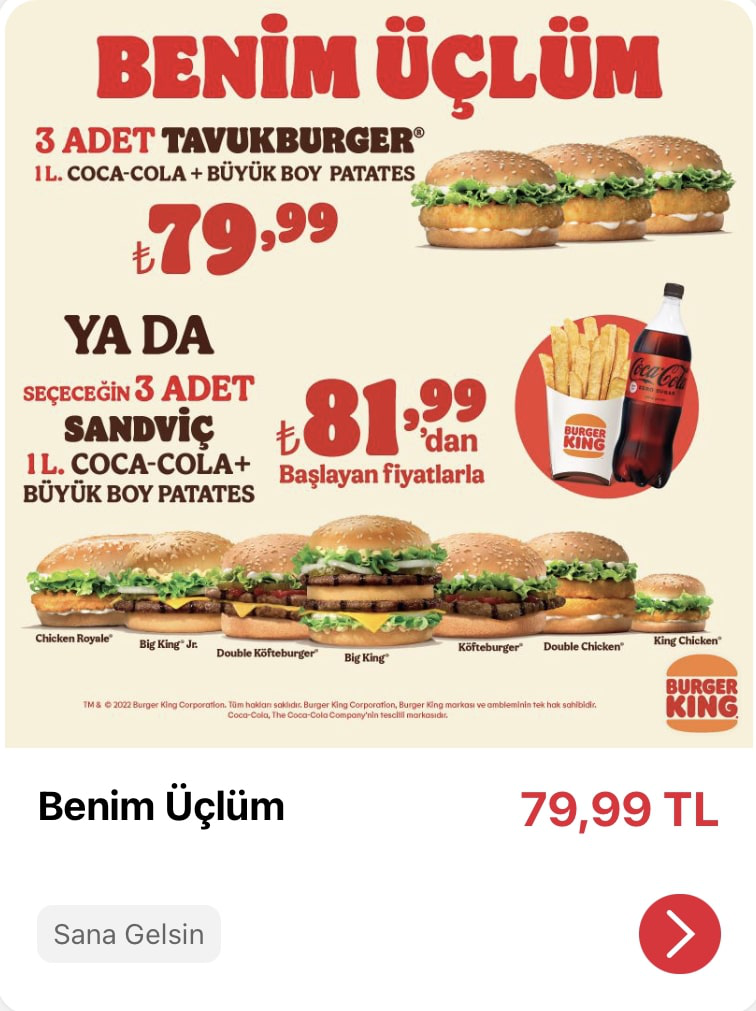 BENİM ÜÇLÜM
3 ADET TAVUKBURGER®
1 L. COCA-COLA + BÜYÜK BOY PATATES
₺79,99
YA DA
SEÇECEĞİN 3 ADET
SANDVİÇ
1 L. COCA-COLA+
BÜYÜK BOY PATATES
₺81,99
'dan
Başlayan fiyatlarla
BURGER
KING
Coca-Cola
ZERO SUGAR
Chicken Royale®
Big King® Jr.
Double Köfteburger®
Big King®
Köfteburger®
Double Chicken®
King Chicken®
BURGER
KING
TM & © 2022 Burger King Corporation. Tüm hakları saklıdır. Burger King Corporation, Burger King markası ve ambleminin tek hak sahibidir.
Coca-Cola, The Coca-Cola Company'nin tescilli markasıdır.
Benim Üçlüm
79,99 TL
Sana Gelsin